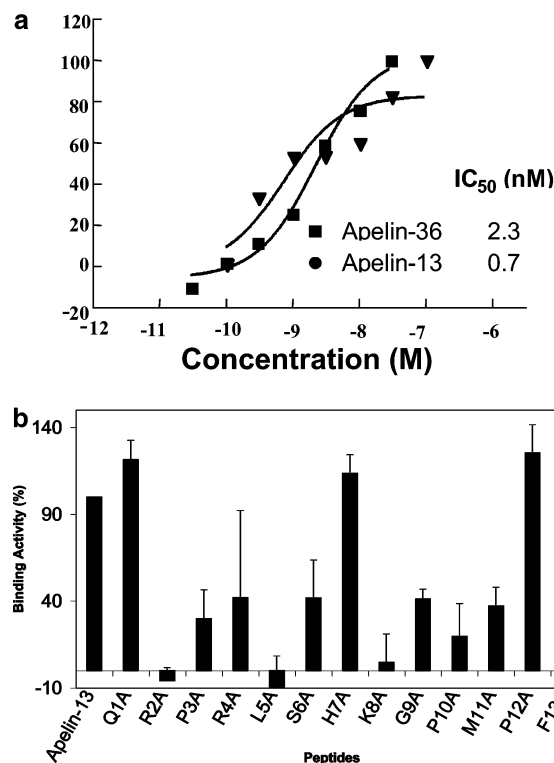 a
120
100
80
60
40
20
0
-20
-12 -11 -10 -9 -8 -7 -6
IC50 (nM)
Apelin-36 2.3
Apelin-13 0.7
Concentration (M)
b
Binding Activity (%)
140
90
40
-10
Apelin-13 Q1A R2A P3A R4A L5A S6A H7A K8A G9A P10A M11A P12A
Peptides